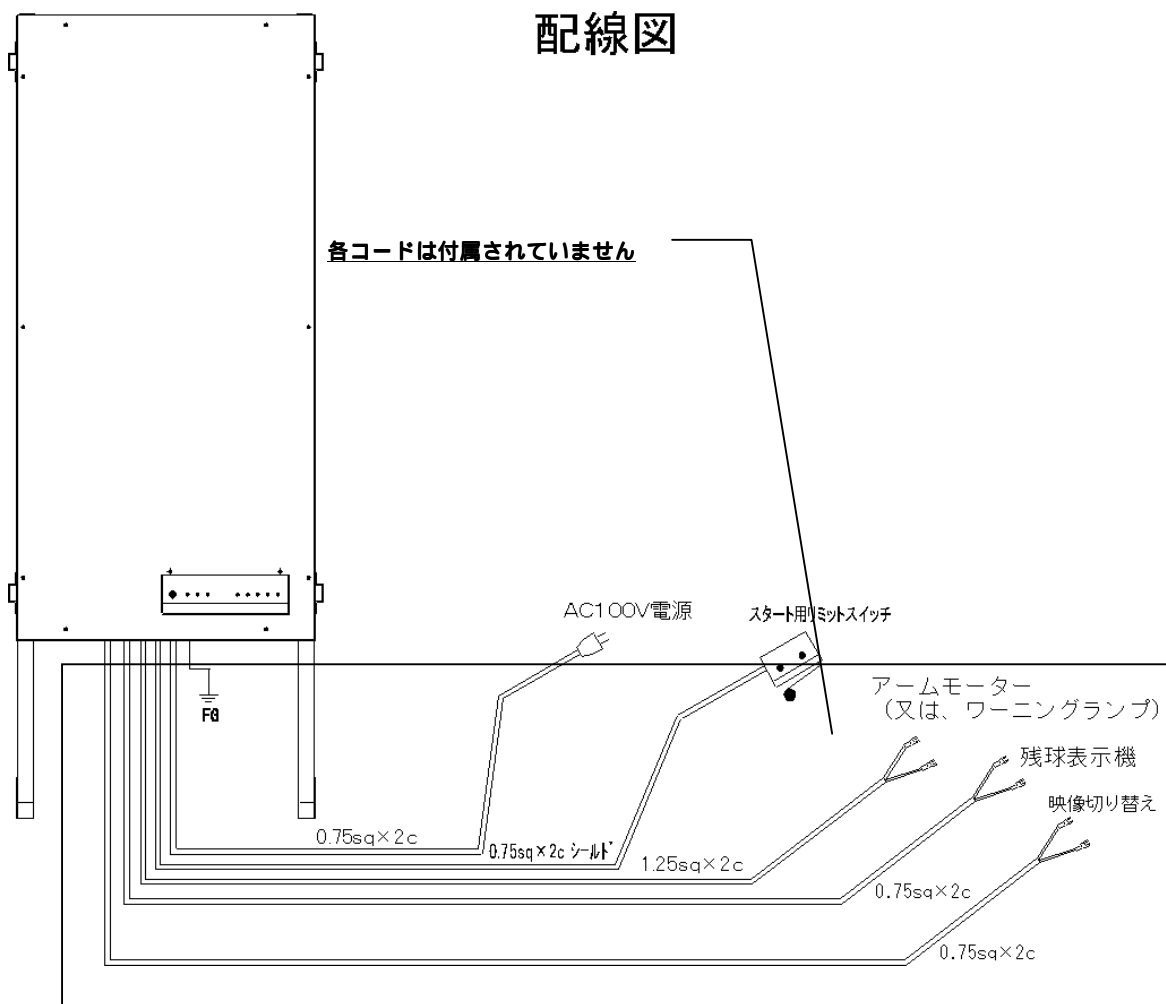 配線図
各コードは付属されていません
AC100V電源
スタート用リミットスイッチ
アームモーター
(又は、ワーニングランプ)
FG
残球表示機
映像切り替え
0.75sq×2c
0.75sq×2c シールド
1.25sq×2c
0.75sq×2c
0.75sq×2c